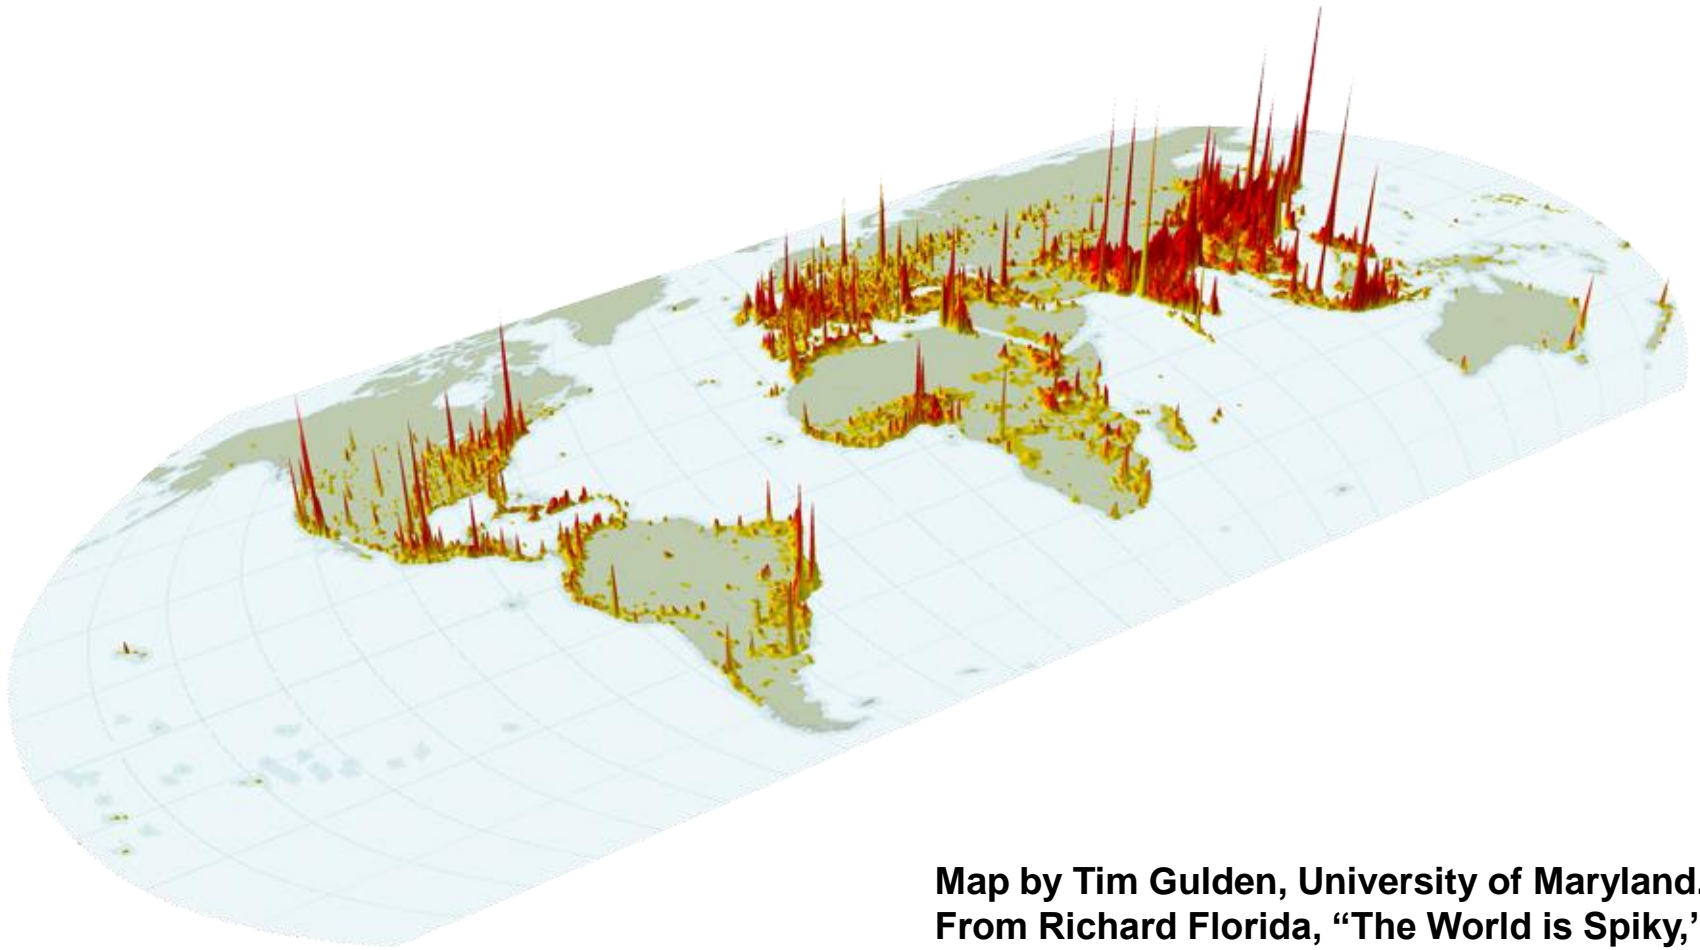 Map by Tim Gulden, University of Maryland.
From Richard Florida, “The World is Spiky,’